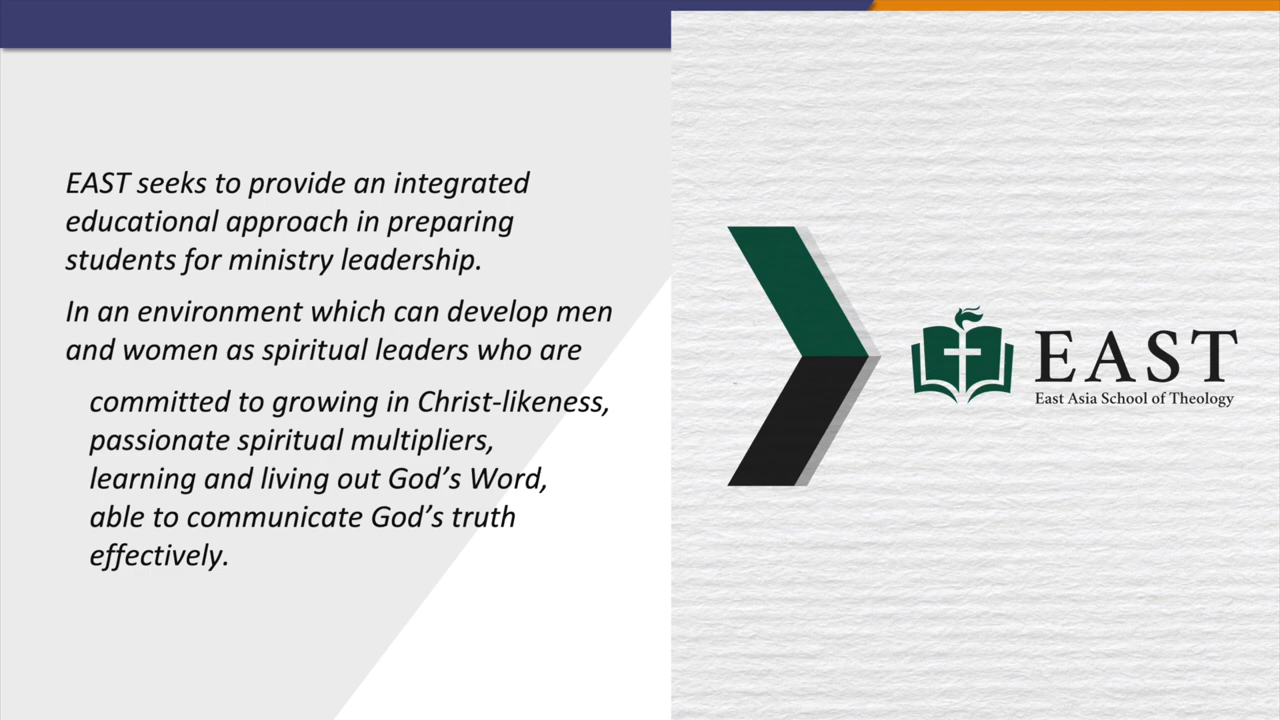 EAST seeks to provide an integrated
educational approach in preparing
students for ministry leadership.
In an environment which can develop men
and women as spiritual leaders who are
committed to growing in Christ-likeness,
passionate spiritual multipliers,
learning and living out God’s Word,
able to communicate God’s truth
effectively.
EAST
East Asia School of Theology